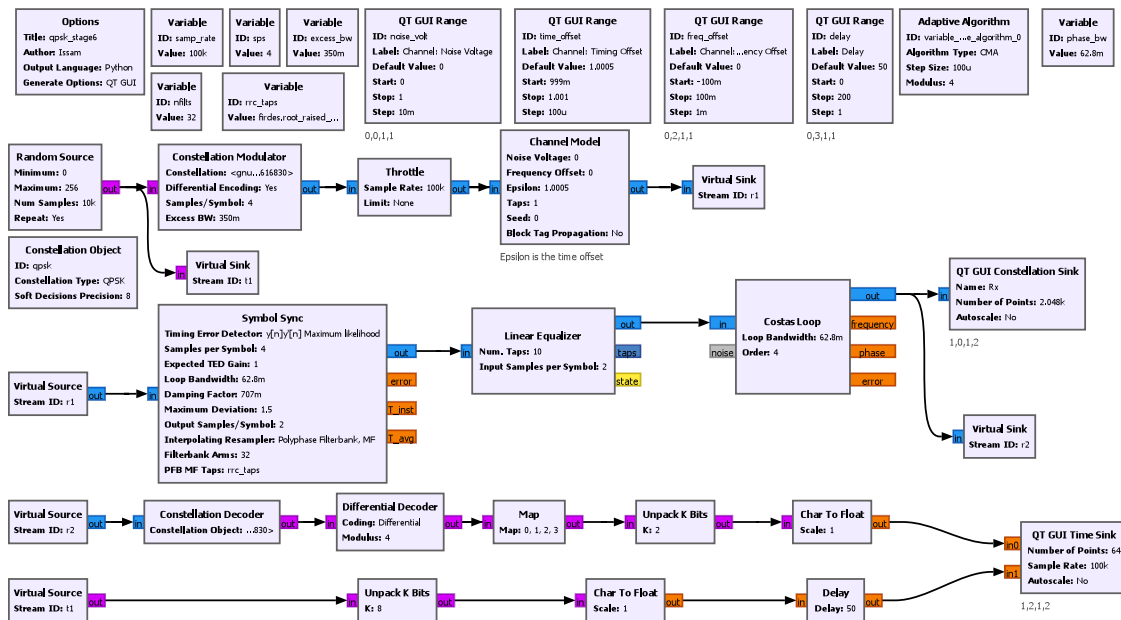 Options
Title: qpsk_stage6
Author: Issam
Output Language: Python
Generate Options: QT GUI
Variable
ID: samp_rate
Value: 100k
Variable
ID: sps
Value: 4
Variable
ID: excess_bw
Value: 350m
Variable
ID: nfilts
Value: 32
Variable
ID: rrc_taps
Value: firdes.root_raised_...
QT GUI Range
ID: noise_volt
Label: Channel: Noise Voltage
Default Value: 0
Start: 0
Stop: 1
Step: 10m
0,0,1,1
QT GUI Range
ID: time_offset
Label: Channel: Timing Offset
Default Value: 1.0005
Start: 999m
Stop: 1.001
Step: 100u
QT GUI Range
ID: freq_offset
Label: Channel:...ency Offset
Default Value: 0
Start: -100m
Stop: 100m
Step: 1m
0,2,1,1
QT GUI Range
ID: delay
Label: Delay
Default Value: 50
Start: 0
Stop: 200
Step: 1
0,3,1,1
Adaptive Algorithm
ID: variable_...e_algorithm_0
Algorithm Type: CMA
Step Size: 100u
Modulus: 4
Variable
ID: phase_bw
Value: 62.8m
Random Source
Minimum: 0
Maximum: 256
Num Samples: 10k
Repeat: Yes
out
in
Constellation Modulator
Constellation: <gnu...616830>
Differential Encoding: Yes
Samples/Symbol: 4
Excess BW: 350m
out
in
Throttle
Sample Rate: 100k
Limit: None
out
in
Channel Model
Noise Voltage: 0
Frequency Offset: 0
Epsilon: 1.0005
Taps: 1
Seed: 0
Block Tag Propagation: No
out
Epsilon is the time offset
in
Virtual Sink
Stream ID: r1
Constellation Object
ID: qpsk
Constellation Type: QPSK
Soft Decisions Precision: 8
in
Virtual Sink
Stream ID: t1
Virtual Source
Stream ID: r1
out
in
Symbol Sync
Timing Error Detector: y[n]y'[n] Maximum likelihood
Samples per Symbol: 4
Expected TED Gain: 1
Loop Bandwidth: 62.8m
Damping Factor: 707m
Maximum Deviation: 1.5
Output Samples/Symbol: 2
Interpolating Resampler: Polyphase Filterbank, MF
Filterbank Arms: 32
PFB MF Taps: rrc_taps
out
error
T_inst
T_avg
in
Linear Equalizer
Num. Taps: 10
Input Samples per Symbol: 2
out
taps
state
in
noise
Costas Loop
Loop Bandwidth: 62.8m
Order: 4
out
frequency
phase
error
in
QT GUI Constellation Sink
Name: Rx
Number of Points: 2.048k
Autoscale: No
1,0,1,2
in
Virtual Sink
Stream ID: r2
Virtual Source
Stream ID: r2
out
in
Constellation Decoder
Constellation Object: ...830>
out
in
Differential Decoder
Coding: Differential
Modulus: 4
out
in
Map
Map: 0, 1, 2, 3
out
in
Unpack K Bits
K: 2
out
in
Char To Float
Scale: 1
out
in0
in1
QT GUI Time Sink
Number of Points: 64
Sample Rate: 100k
Autoscale: No
1,2,1,2
Virtual Source
Stream ID: t1
out
in
Unpack K Bits
K: 8
out
in
Char To Float
Scale: 1
out
in
Delay
Delay: 50
out